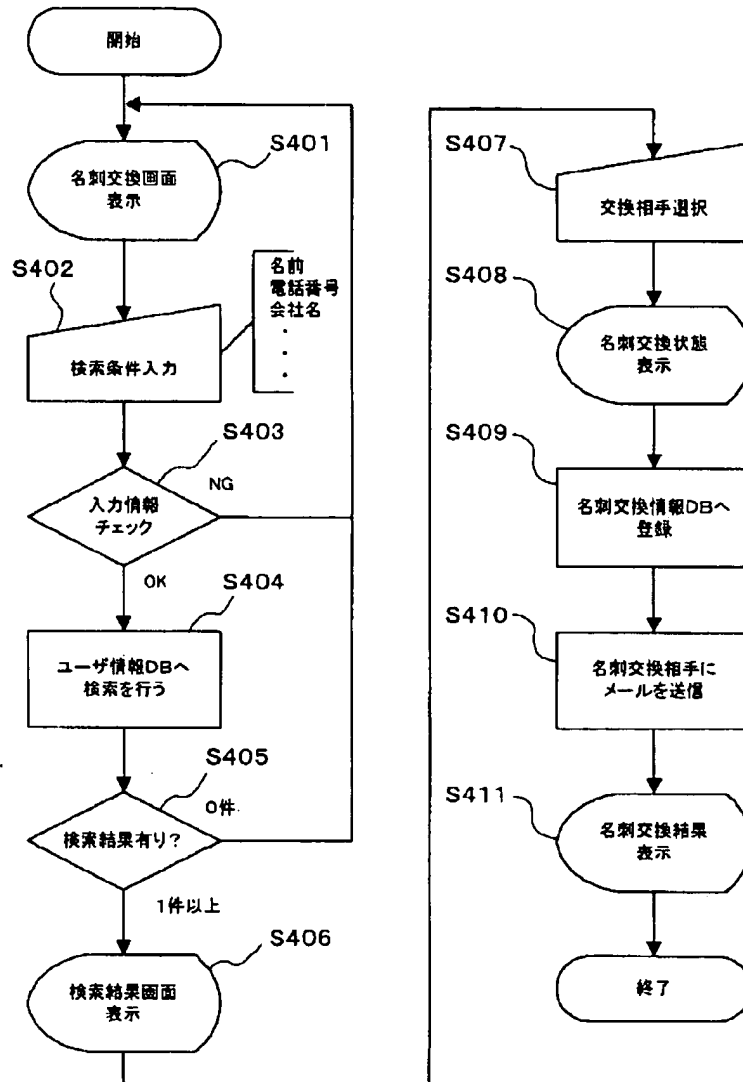 開始
S401
名刺交換画面
表示
S402
名前
電話番号
会社名
・
・
・
検索条件入力
S403
入力情報
チェック
NG
OK
S404
ユーザ情報DBへ
検索を行う
S405
検索結果有り?
0件
1件以上
S406
検索結果画面
表示
S407
交換相手選択
S408
名刺交換状態
表示
S409
名刺交換情報DBへ
登録
S410
名刺交換相手に
メールを送信
S411
名刺交換結果
表示
終了